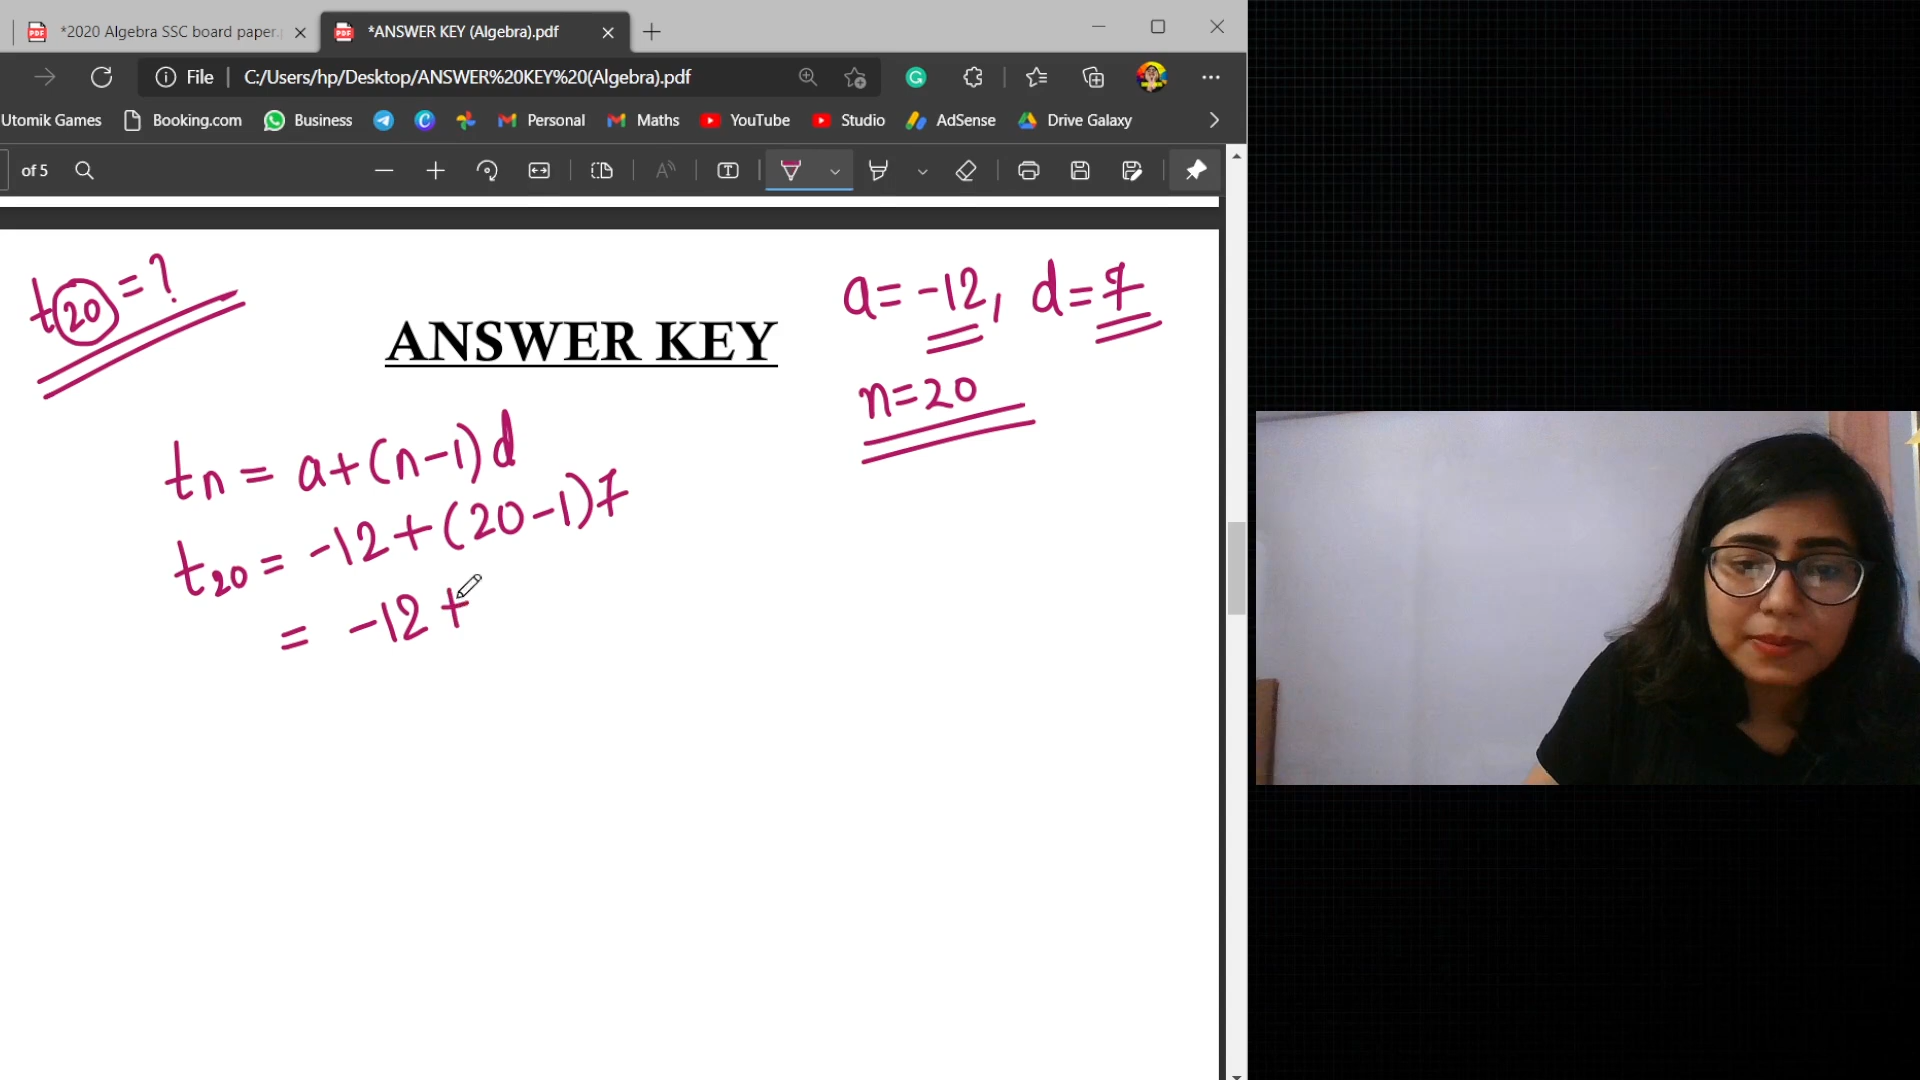 *2020 Algebra SSC board paper.p
*ANSWER KEY (Algebra).pdf
File C:/Users/hp/Desktop/ANSWER%20KEY%20(Algebra).pdf
Utomik Games Booking.com Business Personal Maths YouTube Studio AdSense Drive Galaxy
of 5
t20 = ?
a = -12, d = 7
ANSWER KEY
n = 20
tn = a + (n-1)d
t20 = -12 + (20-1)7
= -12 +